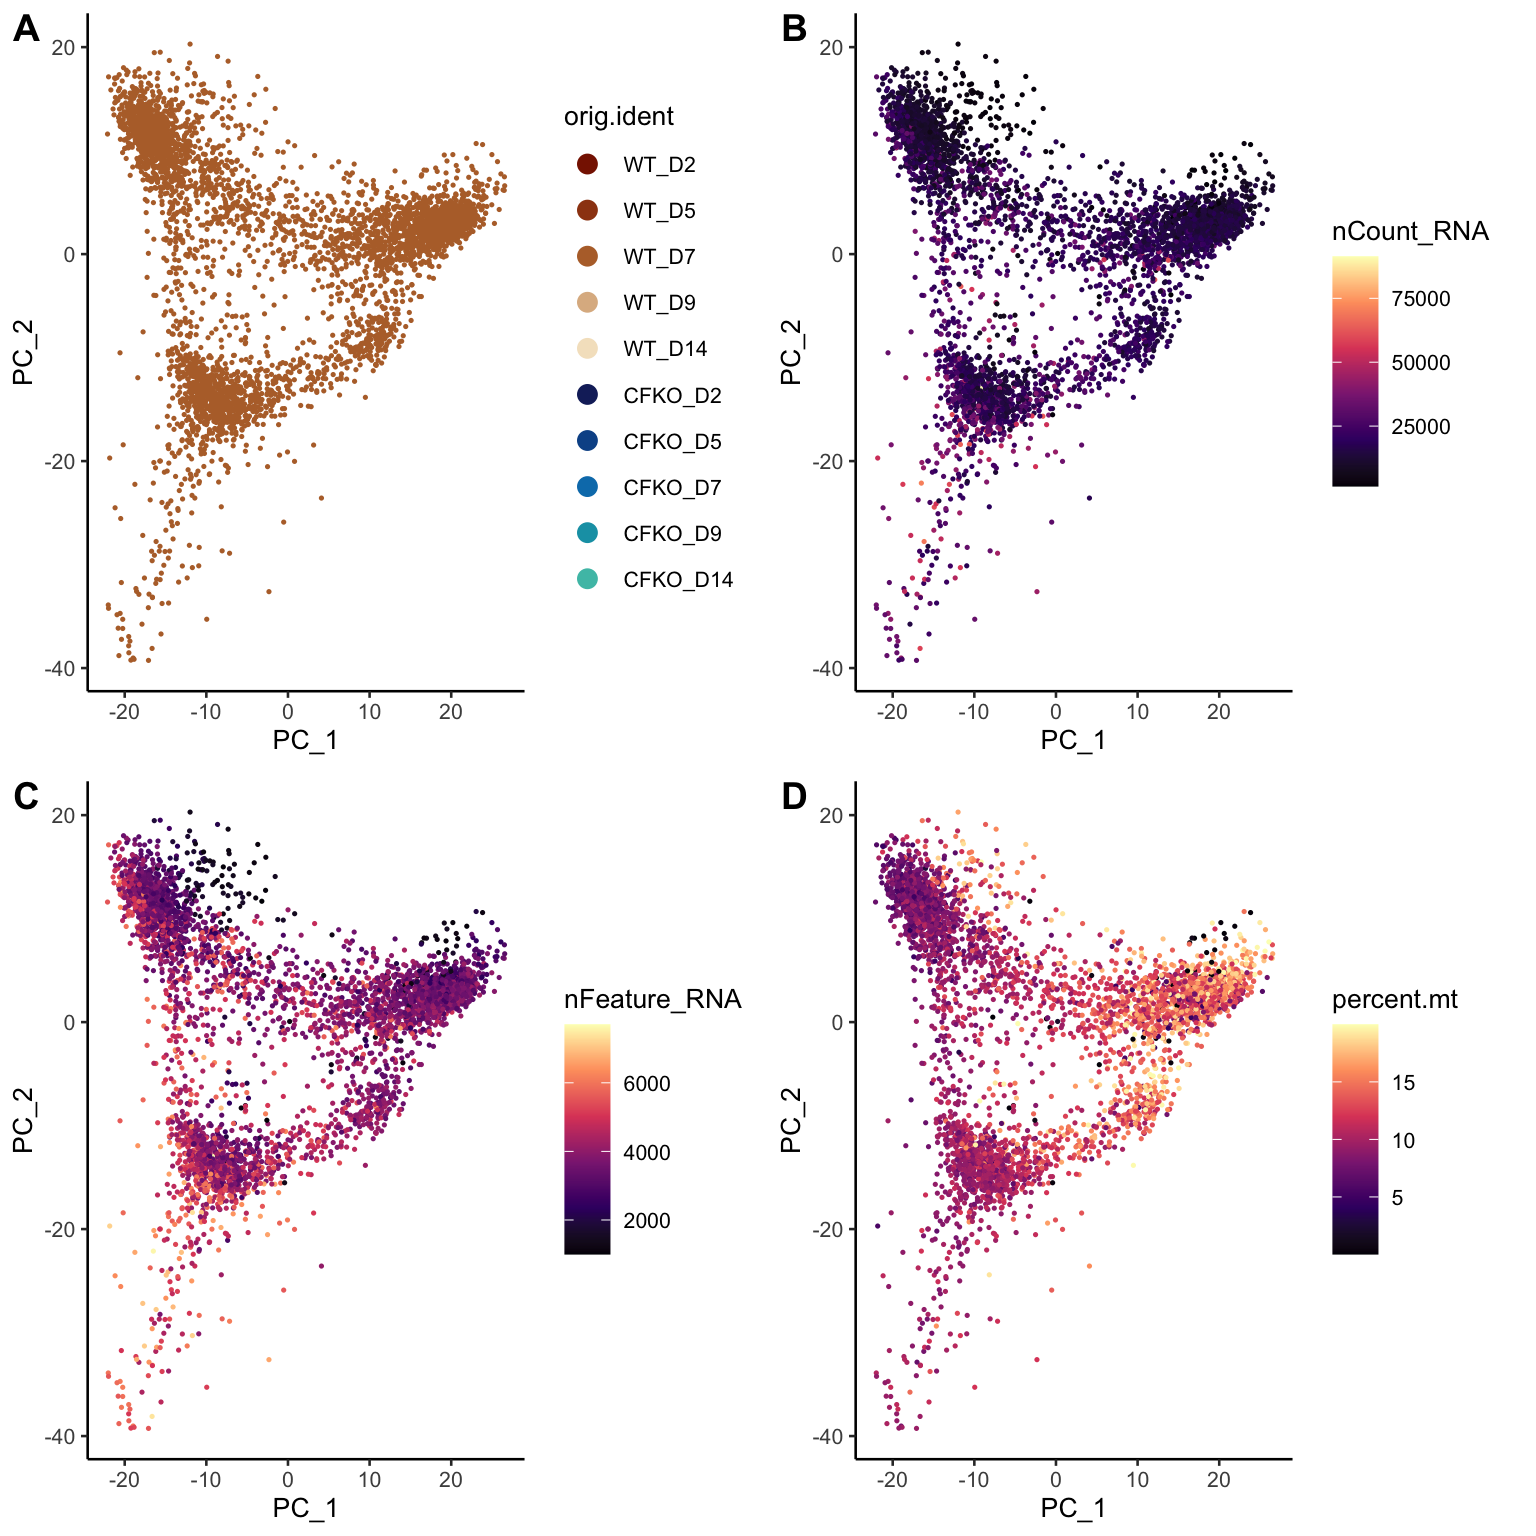 A
20
0
-20
-40
PC_2
-20 -10 0 10 20
PC_1
orig.ident
WT_D2
WT_D5
WT_D7
WT_D9
WT_D14
CFKO_D2
CFKO_D5
CFKO_D7
CFKO_D9
CFKO_D14
B
20
0
-20
-40
PC_2
-20 -10 0 10 20
PC_1
nCount_RNA
75000
50000
25000
C
20
0
-20
-40
PC_2
-20 -10 0 10 20
PC_1
nFeature_RNA
6000
4000
2000
D
20
0
-20
-40
PC_2
-20 -10 0 10 20
PC_1
percent.mt
15
10
5